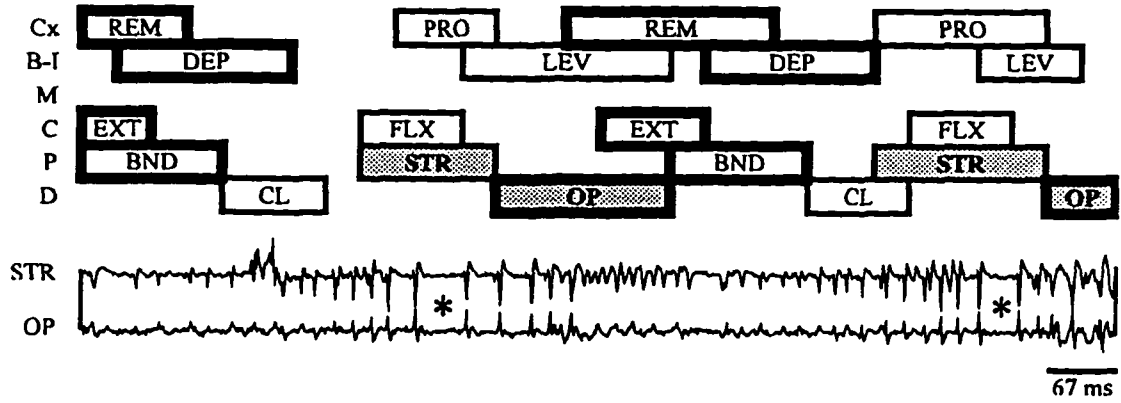 Cx REM PRO REM PRO
B-I DEP LEV DEP LEV
M
C EXT FLX EXT FLX
P BND STR BND STR
D CL OP CL OP
STR
* *
OP
67 ms